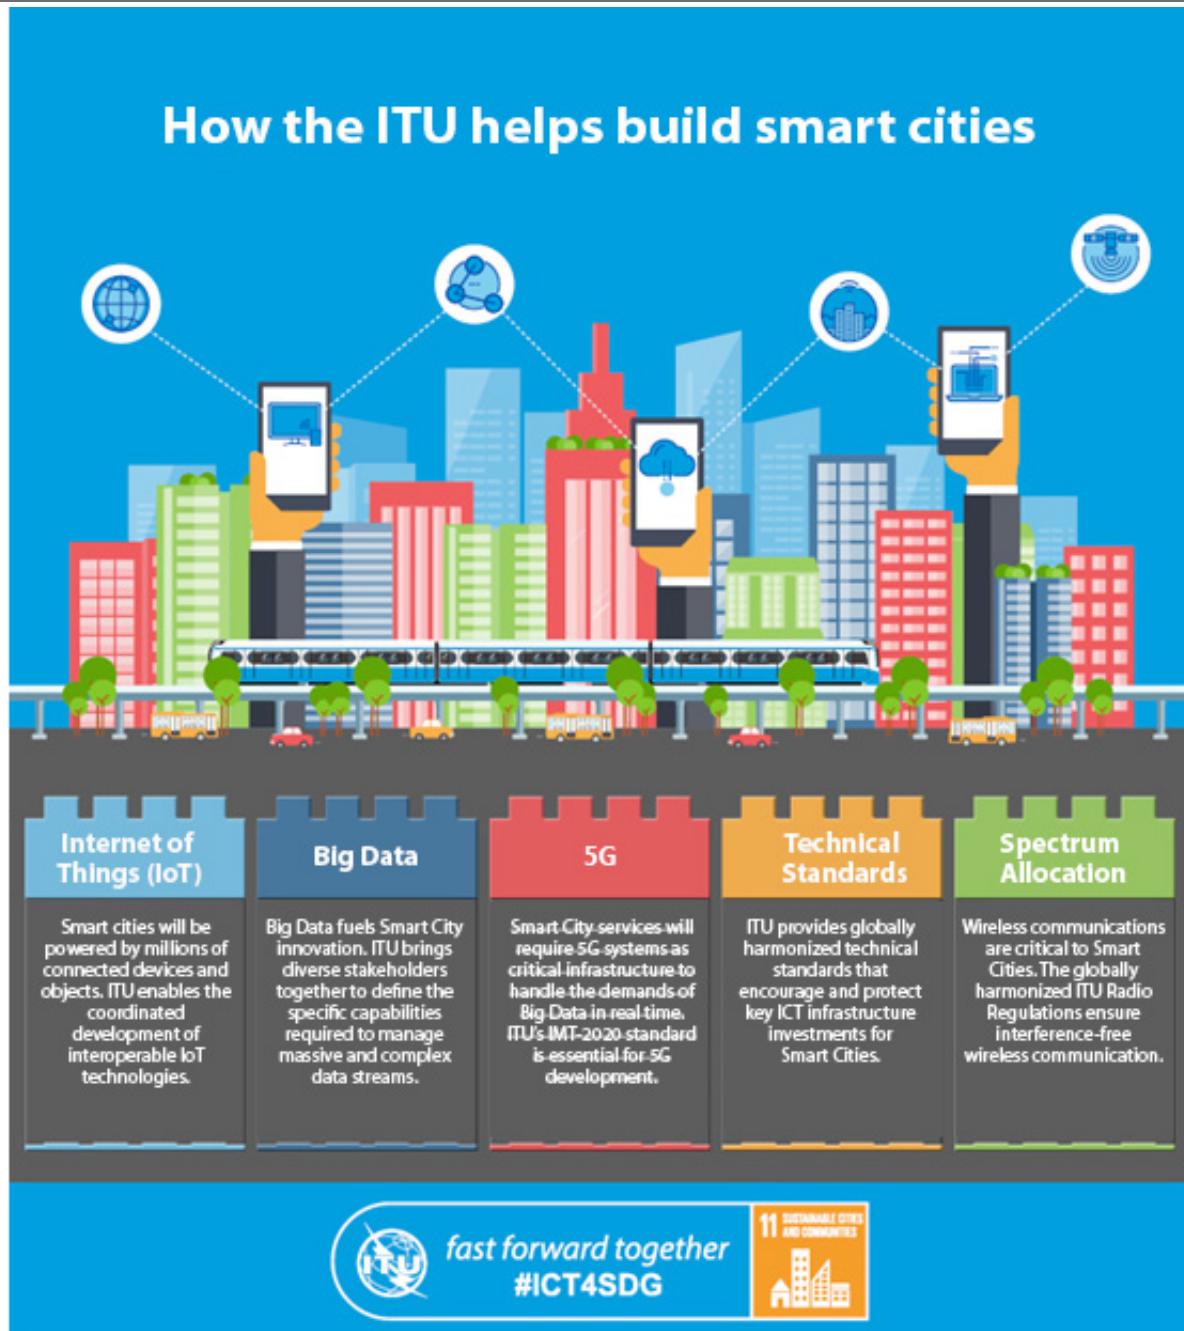 How the ITU helps build smart cities
Internet of
Things (IoT)
Smart cities will be
powered by millions of
connected devices and
objects. ITU enables the
coordinated
development of
interoperable IoT
technologies.
Big Data
Big Data fuels Smart City
innovation. ITU brings
diverse stakeholders
together to define the
specific capabilities
required to manage
massive and complex
data streams.
5G
Smart City services will
require 5G systems as
critical infrastructure to
handle the demands of
Big Data in real time.
ITU's IMT-2020 standard
is essential for 5G
development.
Technical
Standards
ITU provides globally
harmonized technical
standards that
encourage and protect
key ICT infrastructure
investments for
Smart Cities.
Spectrum
Allocation
Wireless communications
are critical to Smart
Cities. The globally
harmonized ITU Radio
Regulations ensure
interference-free
wireless communication.
ITU
fast forward together
#ICT4SDG
11 SUSTAINABLE CITIES
AND COMMUNITIES